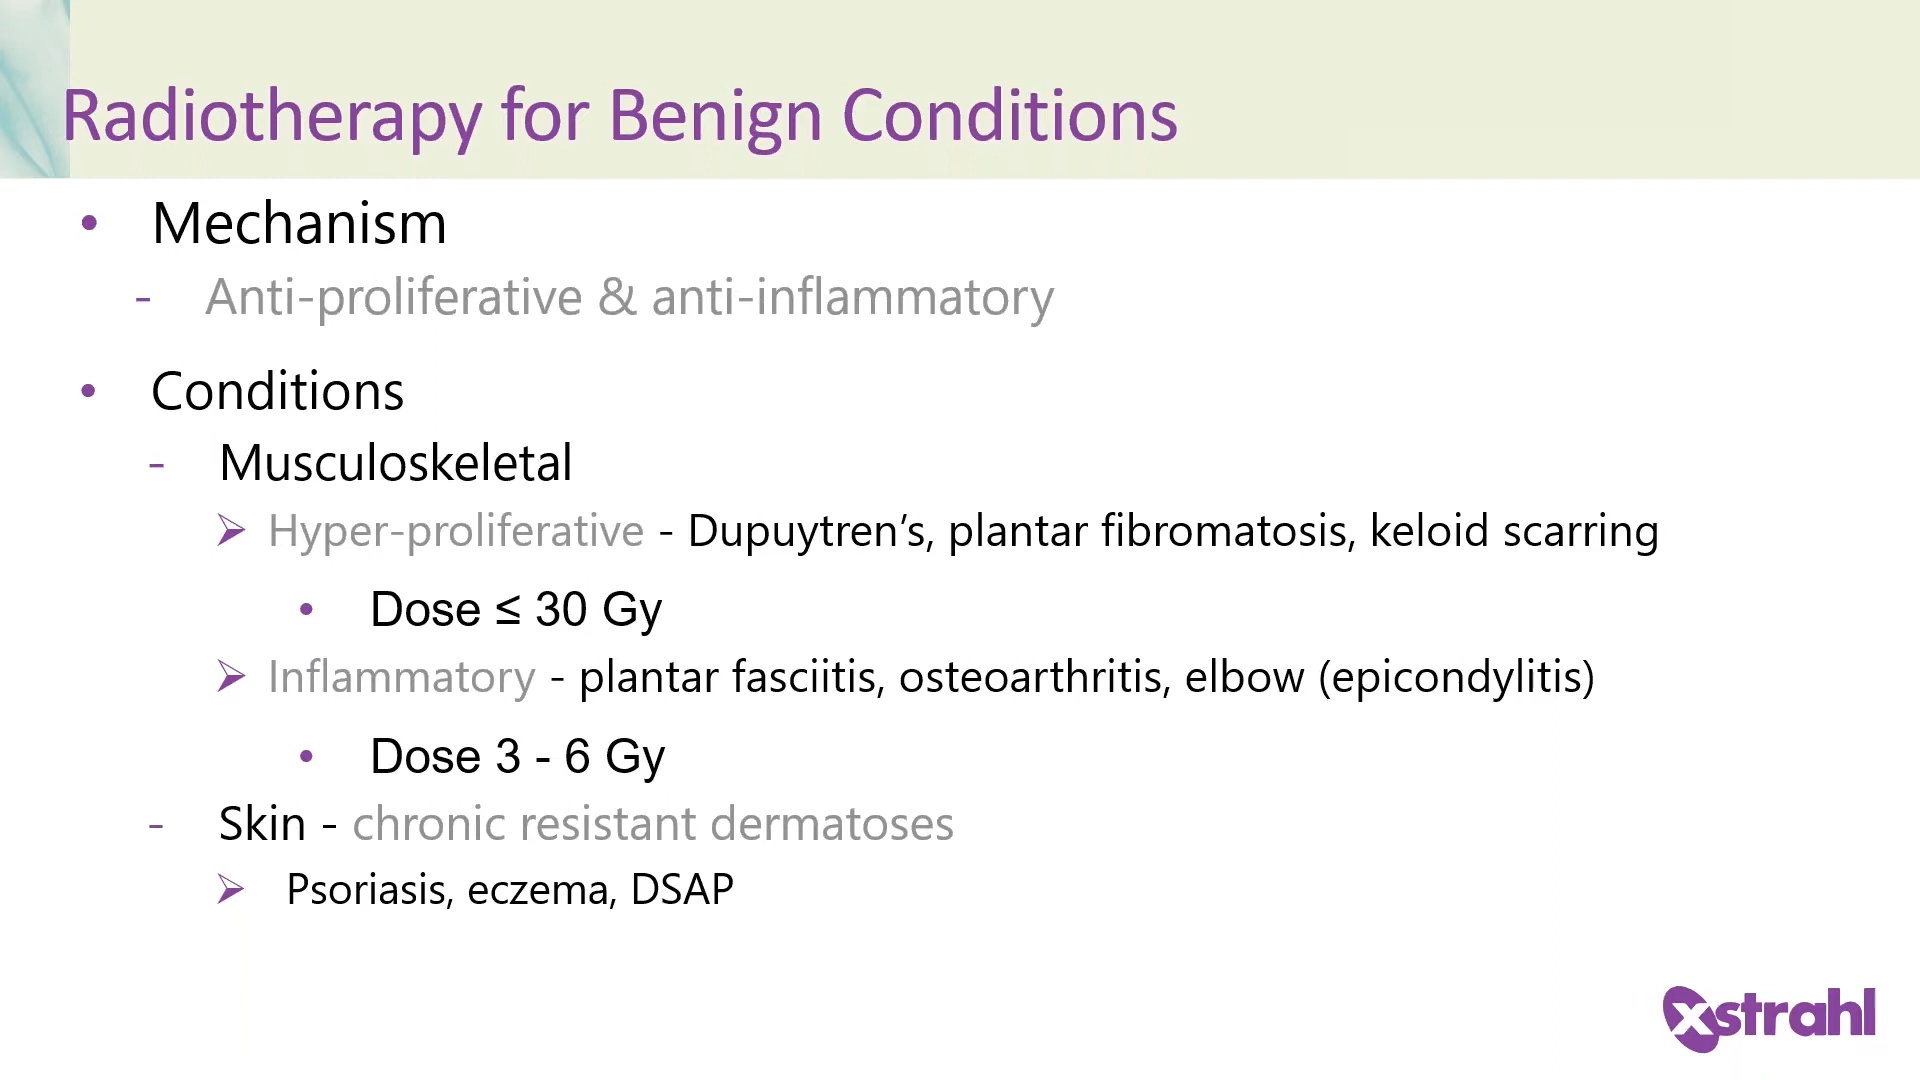 Radiotherapy for Benign Conditions
• Mechanism
- Anti-proliferative & anti-inflammatory
• Conditions
- Musculoskeletal
➢ Hyper-proliferative - Dupuytren’s, plantar fibromatosis, keloid scarring
• Dose ≤ 30 Gy
➢ Inflammatory - plantar fasciitis, osteoarthritis, elbow (epicondylitis)
• Dose 3 - 6 Gy
- Skin - chronic resistant dermatoses
➢ Psoriasis, eczema, DSAP
xstrahl